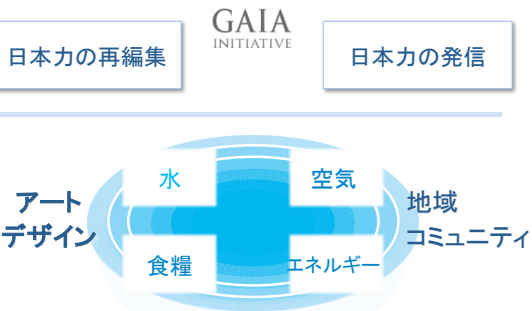 GAIA
INITIATIVE
日本力の再編集
日本力の発信
水
空気
アート
デザイン
地域
コミュニティ
食糧
エネルギー